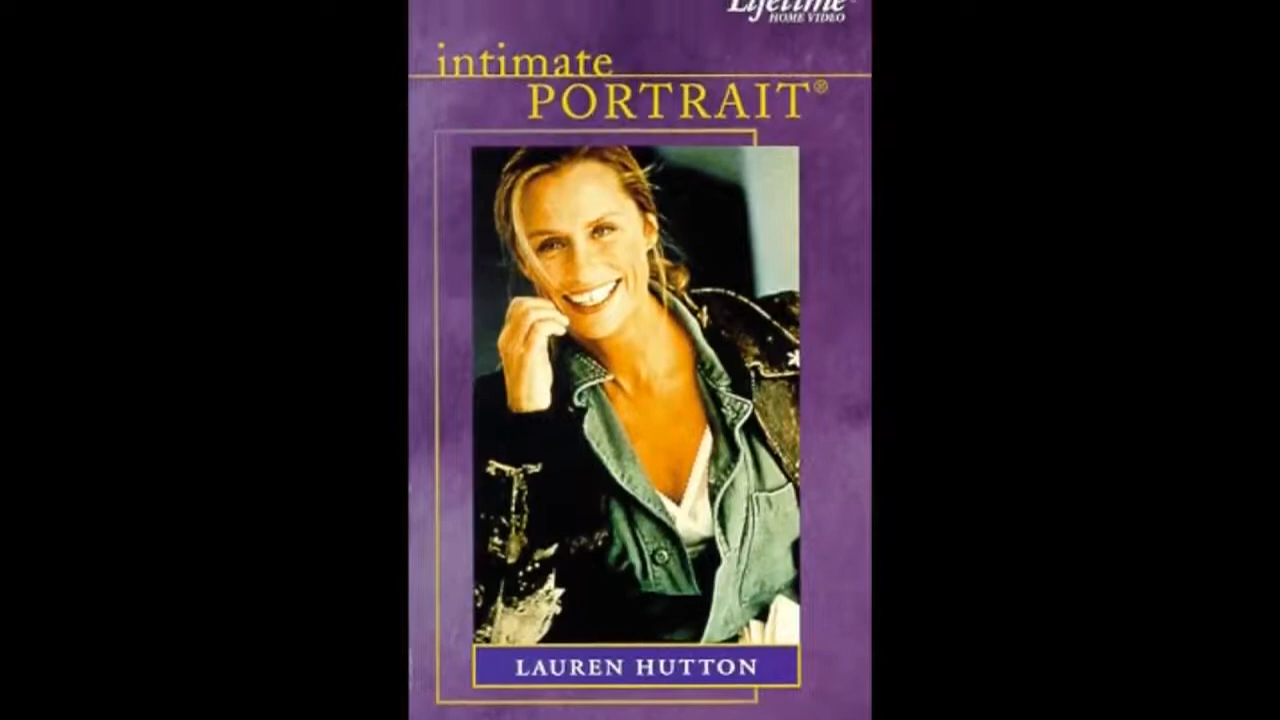 Lifetime
HOME VIDEO
intimate
PORTRAIT®
LAUREN HUTTON